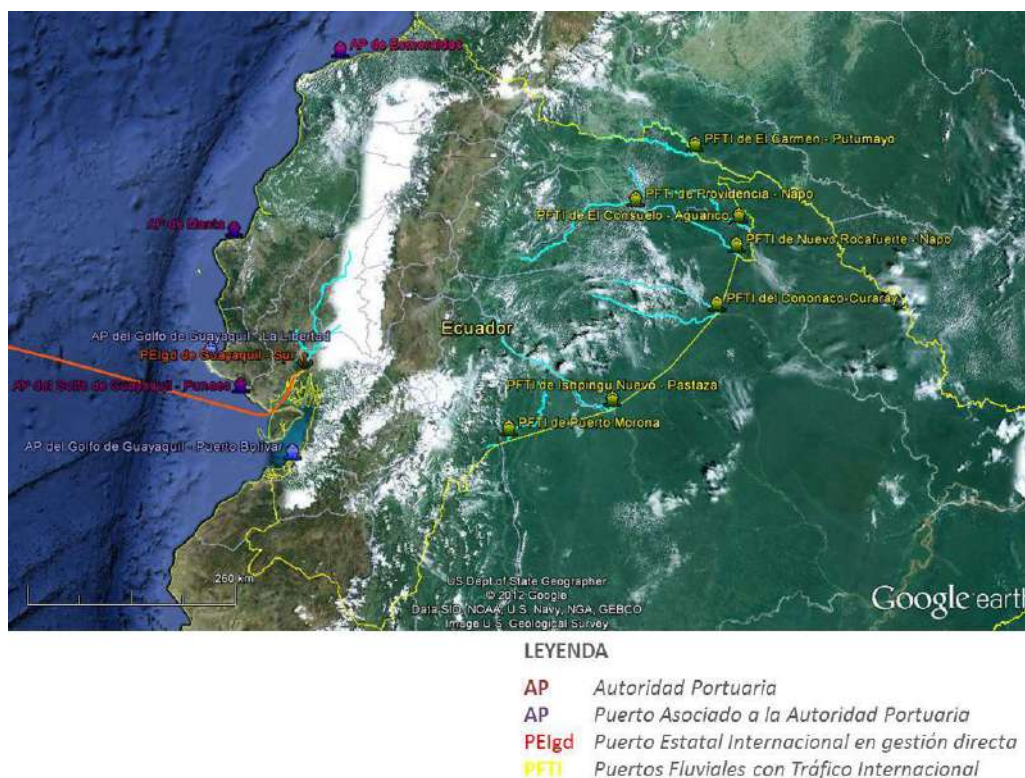 AP de Esmeraldas
PFTI de El Carmen - Putumayo
PFTI de Providencia - Napo
PFTI de El Consuelo - Aguarico
AP de Manta
PFTI de Nuevo Rocafuerte - Napo
PFTI del Cononaco-Curaray
Ecuador
AP del Golfo de Guayaquil - La Libertad
PEIgd de Guayaquil - Sur
AP del Golfo de Guayaquil -
PFTI de Ishpingu Nuevo - Pastaza
PFTI de Puerto Morona
AP del Golfo de Guayaquil - Puerto Bolivar
260 km
US Dept of State Geographer
© 2012 Google
Data SIO, NOAA, U.S. Navy, NGA, GEBCO
Image U.S. Geological Survey
Google earth
LEYENDA
AP Autoridad Portuaria
AP Puerto Asociado a la Autoridad Portuaria
PEIgd Puerto Estatal Internacional en gestión directa
PFTI Puertos Fluviales con Tráfico Internacional